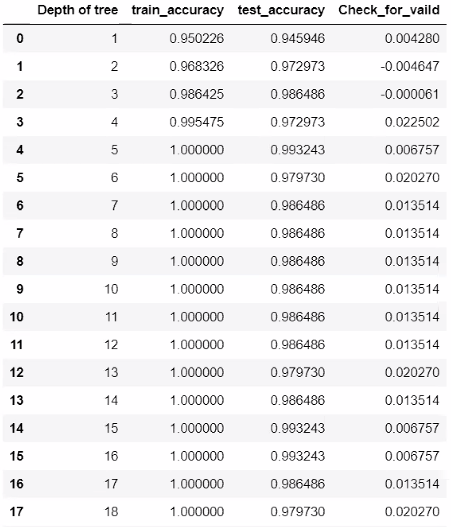 Depth of tree train_accuracy test_accuracy Check_for_vaild
0 1 0.950226 0.945946 0.004280
1 2 0.968326 0.972973 -0.004647
2 3 0.986425 0.986486 -0.000061
3 4 0.995475 0.972973 0.022502
4 5 1.000000 0.993243 0.006757
5 6 1.000000 0.979730 0.020270
6 7 1.000000 0.986486 0.013514
7 8 1.000000 0.986486 0.013514
8 9 1.000000 0.986486 0.013514
9 10 1.000000 0.986486 0.013514
10 11 1.000000 0.986486 0.013514
11 12 1.000000 0.986486 0.013514
12 13 1.000000 0.979730 0.020270
13 14 1.000000 0.986486 0.013514
14 15 1.000000 0.993243 0.006757
15 16 1.000000 0.993243 0.006757
16 17 1.000000 0.986486 0.013514
17 18 1.000000 0.979730 0.020270